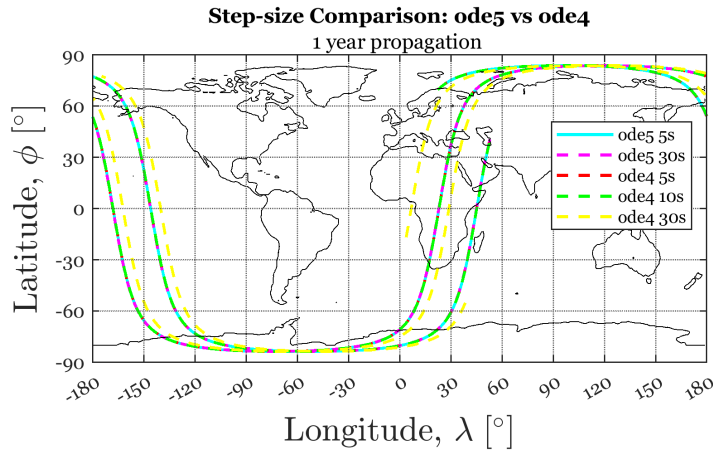 Step-size Comparison: ode5 vs ode4
1 year propagation
90
60
30
0
-30
-60
-90
Latitude, ϕ [°]
ode5 5s
ode5 30s
ode4 5s
ode4 10s
ode4 30s
-180 -150 -120 -90 -60 -30 0 30 60 90 120 150 180
Longitude, λ [°]